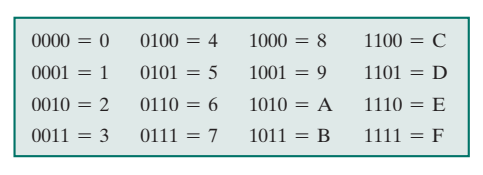 0000 = 0 0100 = 4 1000 = 8 1100 = C
0001 = 1 0101 = 5 1001 = 9 1101 = D
0010 = 2 0110 = 6 1010 = A 1110 = E
0011 = 3 0111 = 7 1011 = B 1111 = F